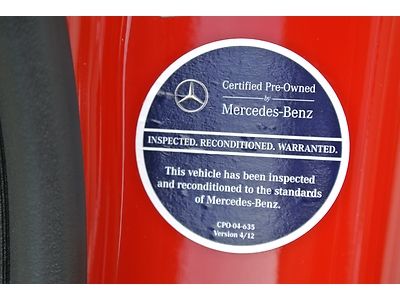 Certified Pre-Owned
by
Mercedes-Benz
INSPECTED. RECONDITIONED. WARRANTED.
This vehicle has been inspected
and reconditioned to the standards
of Mercedes-Benz.
CPO-04-635
Version 4/12